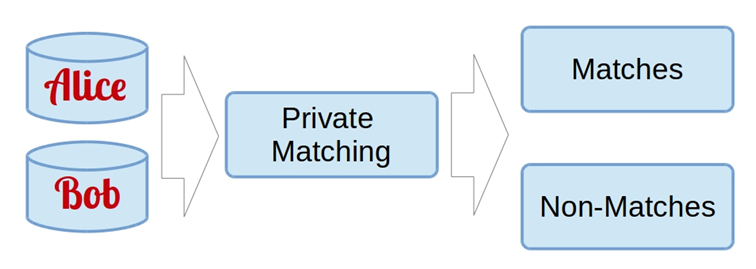 Alice
Bob
Private
Matching
Matches
Non-Matches